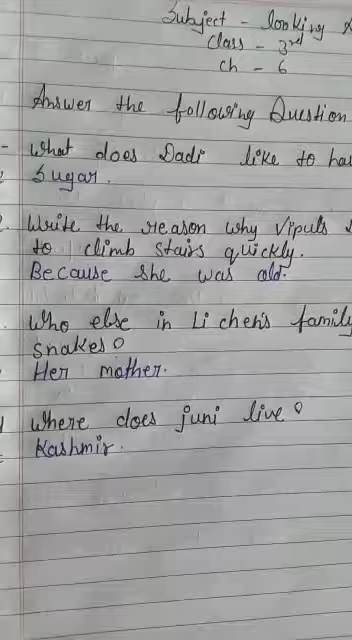 Subject - looking
Class - 3rd
Ch - 6
Answer the following Question
What does Dadi like to ha
Sugar.
Write the reason why Vipul's
to climb stairs quickly.
Because she was old.
Who else in Li chen's family
snakes?
Her mother.
Where does juni live?
Kashmir.